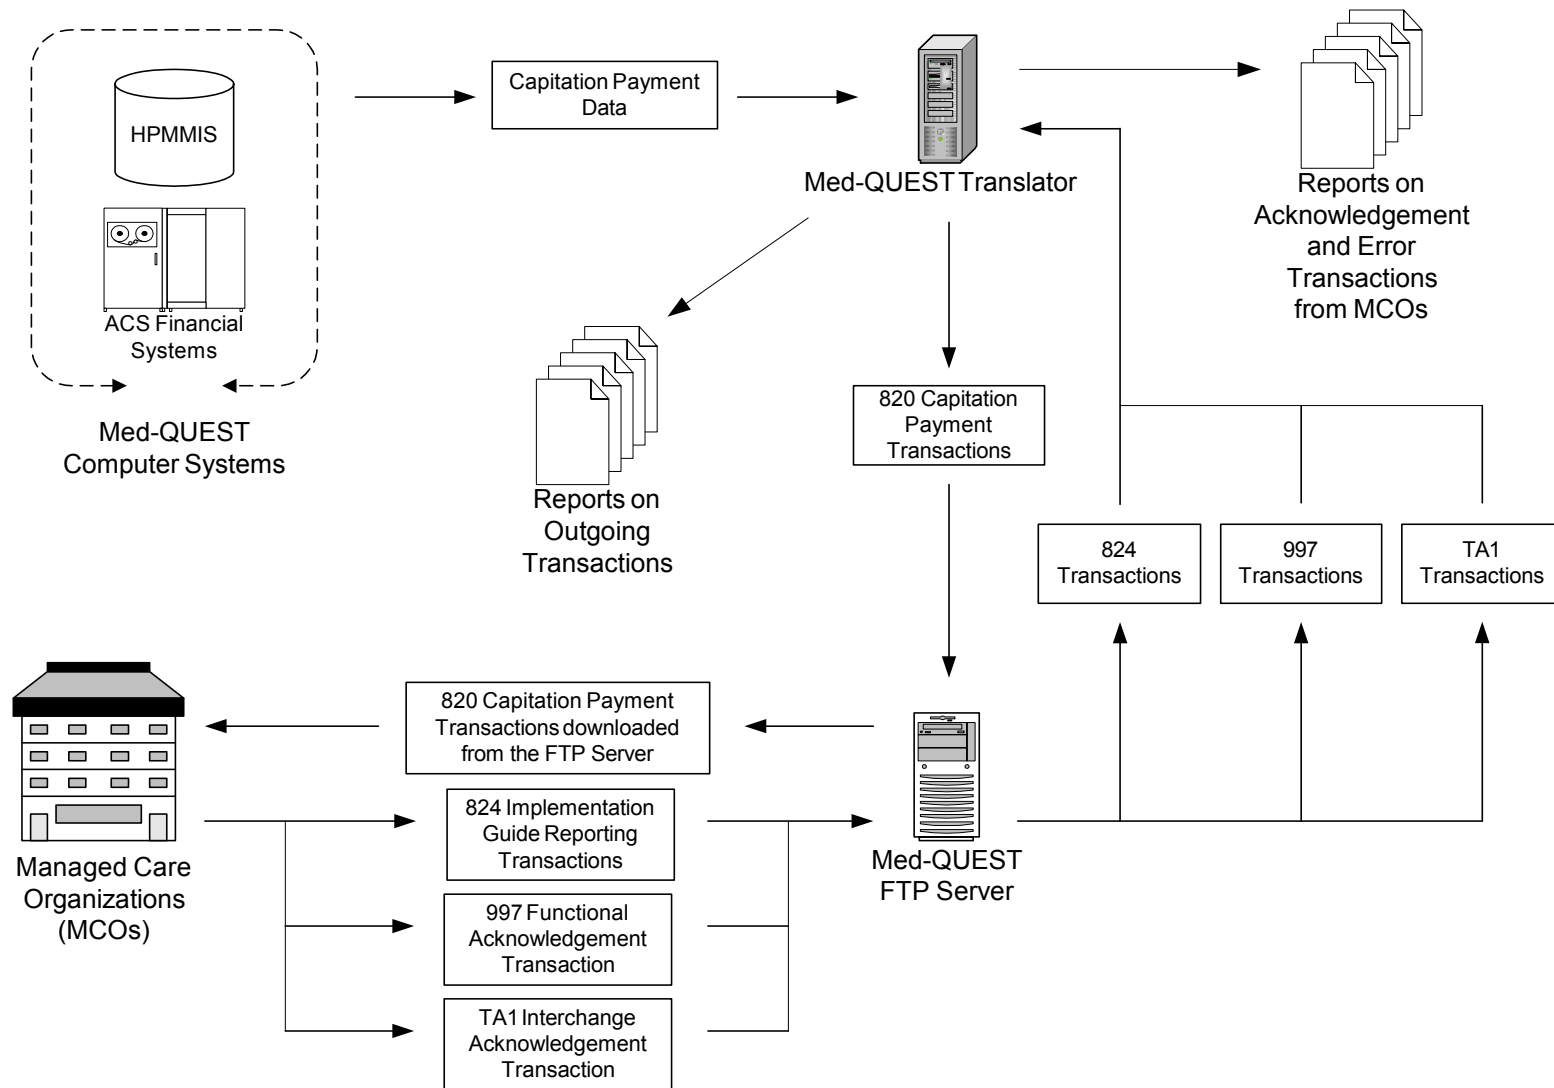 HPMMIS
ACS Financial
Systems
Med-QUEST
Computer Systems
Capitation Payment
Data
Med-QUEST Translator
Reports on
Acknowledgement
and Error
Transactions
from MCOs
Reports on
Outgoing
Transactions
820 Capitation
Payment
Transactions
824
Transactions
997
Transactions
TA1
Transactions
Managed Care
Organizations
(MCOs)
820 Capitation Payment
Transactions downloaded
from the FTP Server
824 Implementation
Guide Reporting
Transactions
997 Functional
Acknowledgement
Transaction
TA1 Interchange
Acknowledgement
Transaction
Med-QUEST
FTP Server